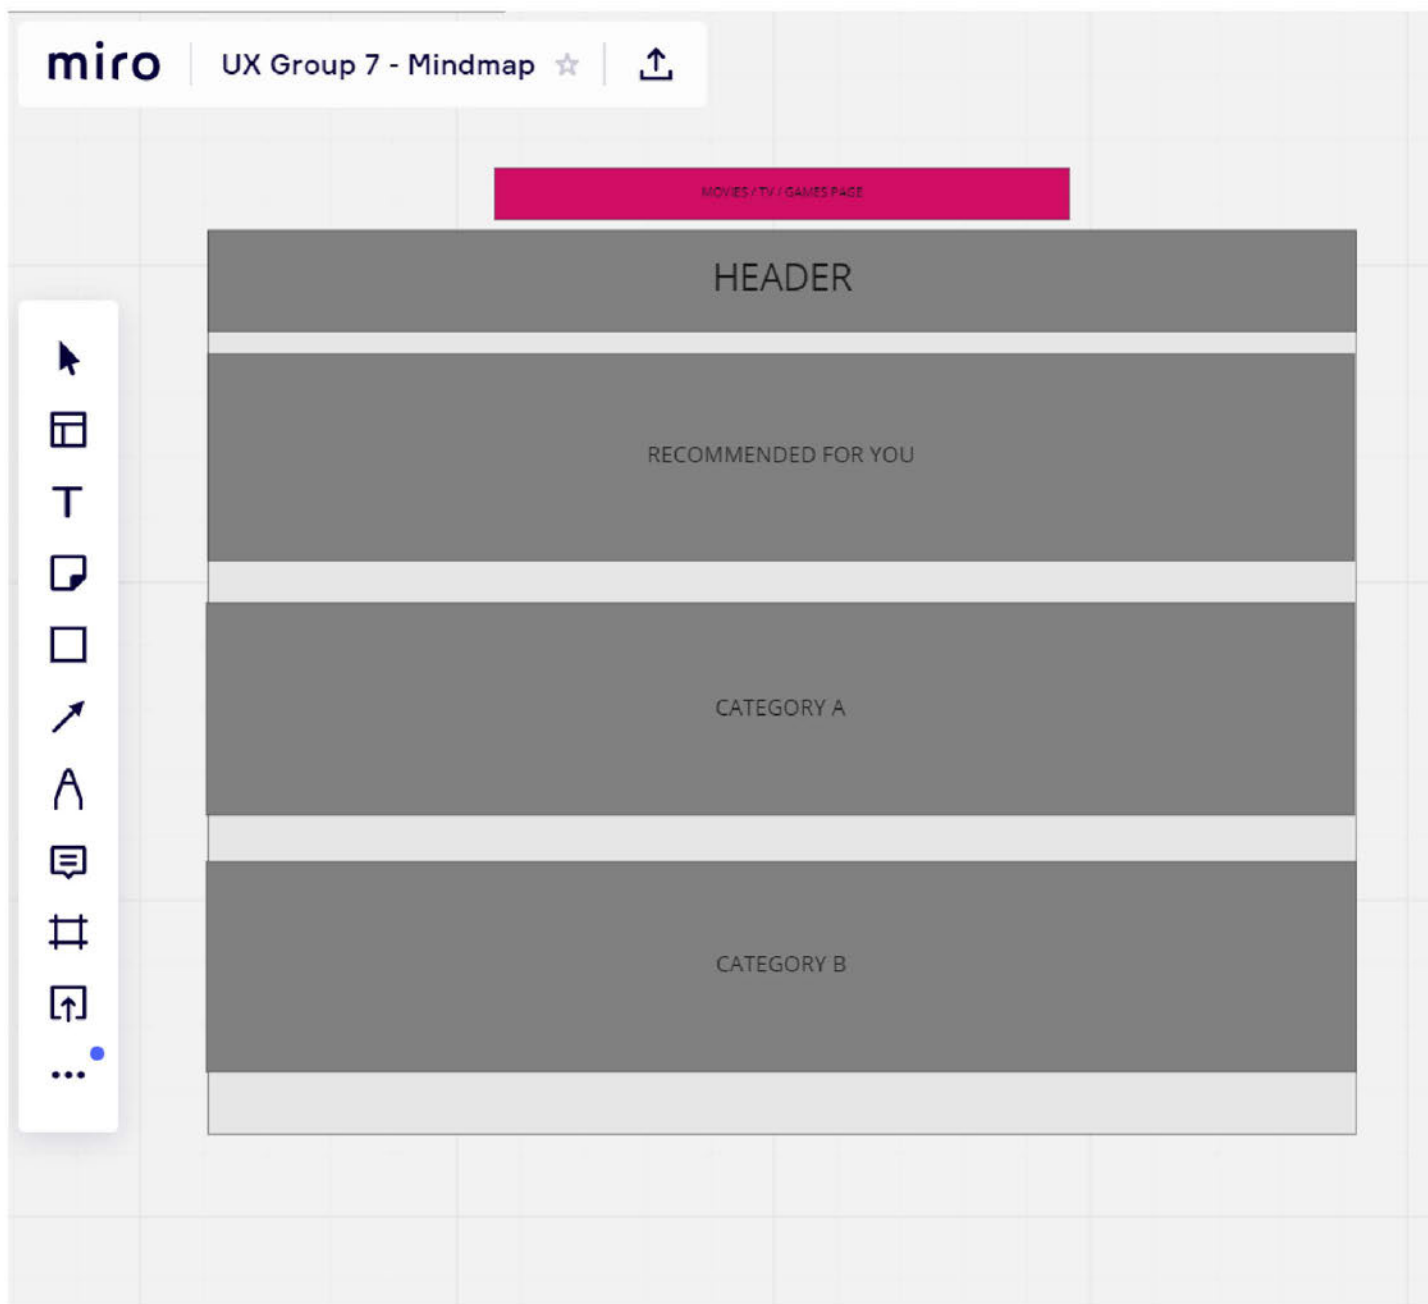 miro
UX Group 7 - Mindmap
MOVIES / TV / GAMES PAGE
HEADER
RECOMMENDED FOR YOU
CATEGORY A
CATEGORY B